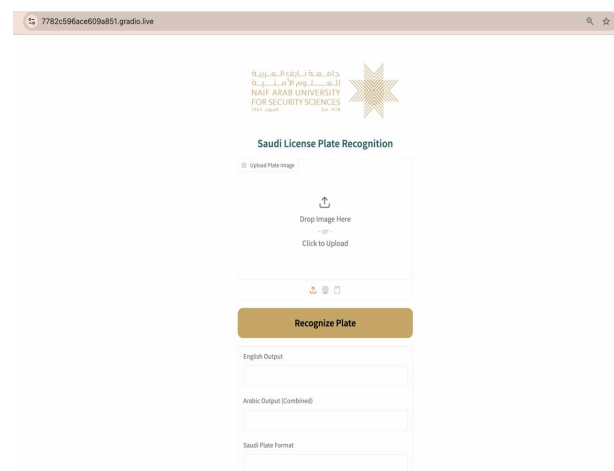 7782c596ace609a851.gradio.live
جامعة نايف العربية
للعلوم الأمنية
NAIF ARAB UNIVERSITY
FOR SECURITY SCIENCES
Est. 1978
Saudi License Plate Recognition
Upload Plate Image
Drop Image Here
- or -
Click to Upload
Recognize Plate
English Output
Arabic Output (Combined)
Saudi Plate Format